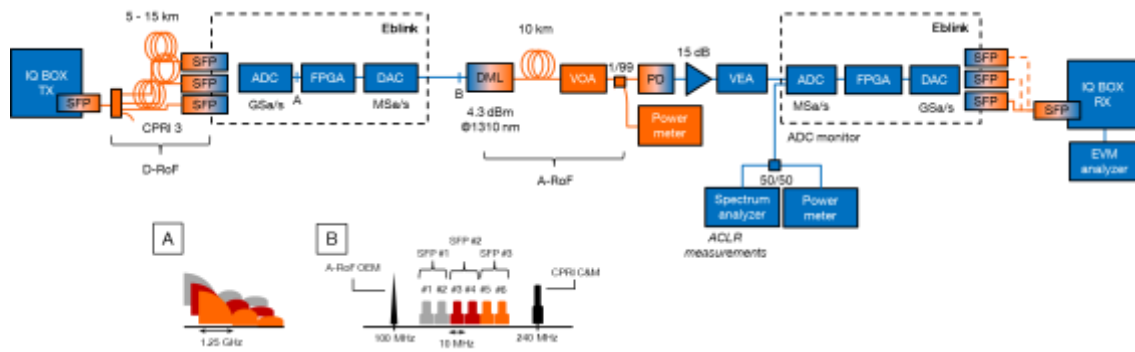 5 - 15 km
Eblink
10 km
Eblink
IQ BOX
TX
SFP
SFP
SFP
SFP
ADC
FPGA
DAC
A
GSa/s
MSa/s
B
DML
4.3 dBm
@1310 nm
VOA
1/99
PD
15 dB
VEA
ADC
FPGA
DAC
MSa/s
GSa/s
SFP
SFP
SFP
SFP
IQ BOX
RX
CPRI 3
D-RoF
A-RoF
Power
meter
ADC monitor
EVM
analyzer
50/50
Spectrum
analyzer
Power
meter
ACLR
measurements
A
1.25 GHz
B
SFP #2
SFP #1
SFP #3
A-RoF OEM
CPRI C&M
#1
#2
#3
#4
#5
#6
100 MHz
10 MHz
240 MHz